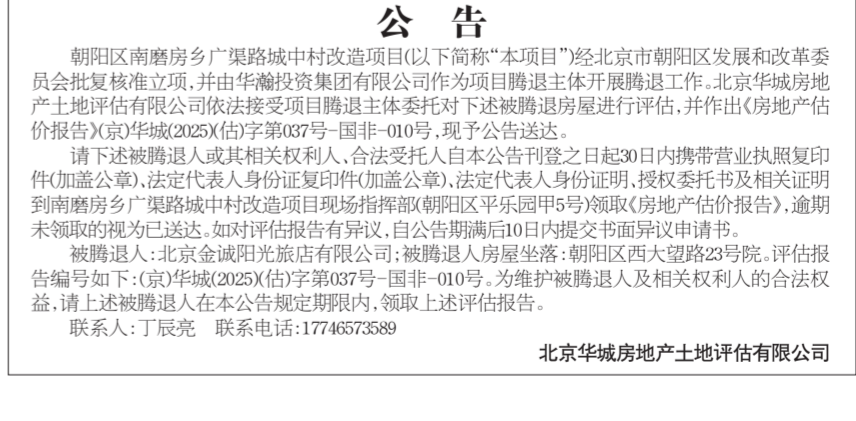 公 告
朝阳区南磨房乡广渠路城中村改造项目(以下简称“本项目”)经北京市朝阳区发展和改革委
员会批复核准立项,并由华瀚投资集团有限公司作为项目腾退主体开展腾退工作。北京华城房地
产土地评估有限公司依法接受项目腾退主体委托对下述被腾退房屋进行评估,并作出《房地产估
价报告》(京)华城(2025)(估)字第037号-国非-010号,现予公告送达。
请下述被腾退人或其相关权利人、合法受托人自本公告刊登之日起30日内携带营业执照复印
件(加盖公章)、法定代表人身份证复印件(加盖公章)、法定代表人身份证明、授权委托书及相关证明
到南磨房乡广渠路城中村改造项目现场指挥部(朝阳区平乐园甲5号)领取《房地产估价报告》,逾期
未领取的视为已送达。如对评估报告有异议,自公告期满后10日内提交书面异议申请书。
被腾退人:北京金诚阳光旅店有限公司;被腾退人房屋坐落:朝阳区西大望路23号院。评估报
告编号如下:(京)华城(2025)(估)字第037号-国非-010号。为维护被腾退人及相关权利人的合法权
益,请上述被腾退人在本公告规定期限内,领取上述评估报告。
联系人:丁辰亮 联系电话:17746573589
北京华城房地产土地评估有限公司